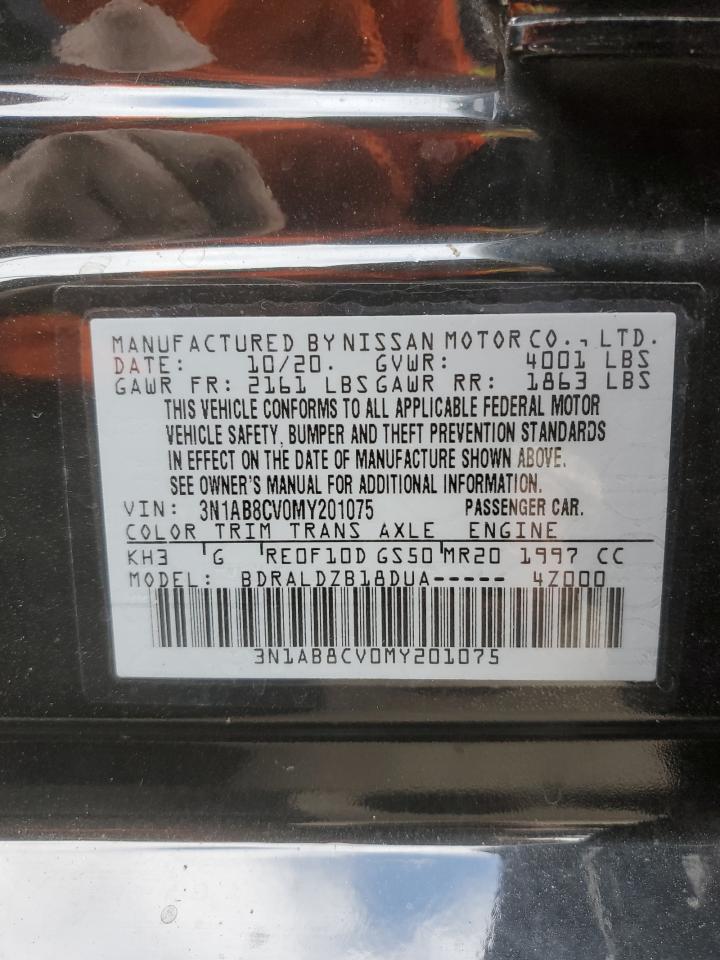 MANUFACTURED BY NISSAN MOTOR CO., LTD.
DATE: 10/20. GVWR: 4001 LBS
GAWR FR: 2161 LBS GAWR RR: 1863 LBS
THIS VEHICLE CONFORMS TO ALL APPLICABLE FEDERAL MOTOR
VEHICLE SAFETY, BUMPER AND THEFT PREVENTION STANDARDS
IN EFFECT ON THE DATE OF MANUFACTURE SHOWN ABOVE.
SEE OWNER'S MANUAL FOR ADDITIONAL INFORMATION.
VIN: 3N1AB8CV0MY201075 PASSENGER CAR.
COLOR TRIM TRANS AXLE ENGINE
KH3 G RE0F10D GS50 MR20 1997 CC
MODEL: BDRALDZB18DUA----- 4Z000
3N1AB8CV0MY201075